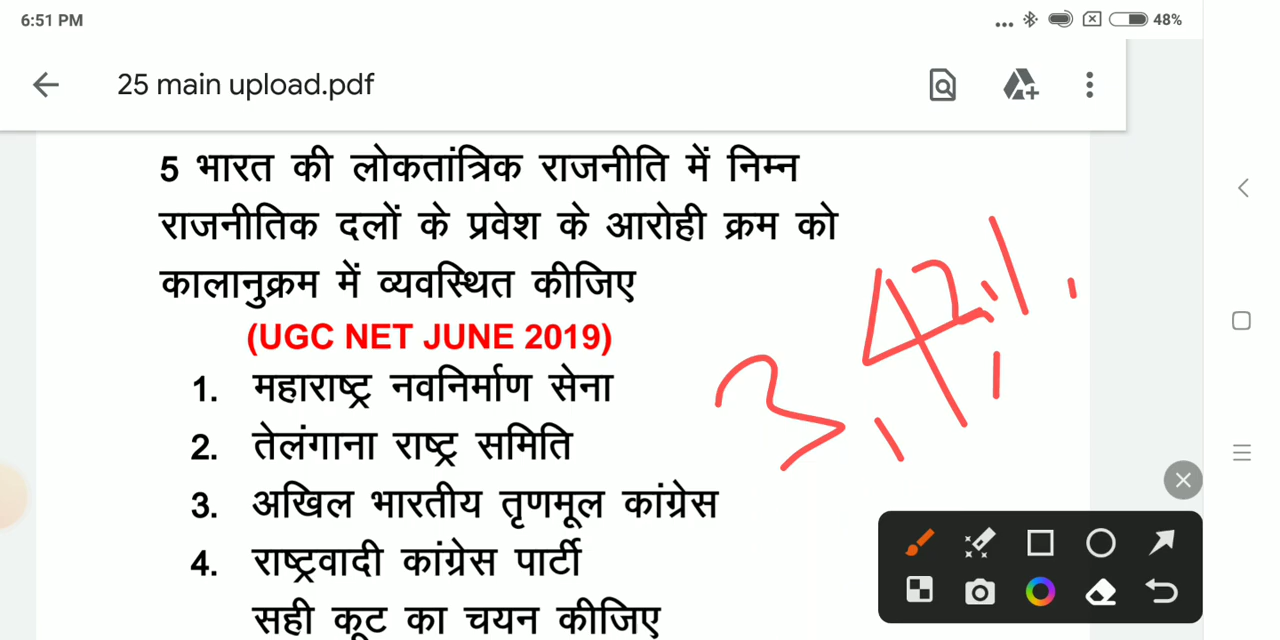 6:51 PM
48%
25 main upload.pdf
5 भारत की लोकतांत्रिक राजनीति में निम्न
राजनीतिक दलों के प्रवेश के आरोही क्रम को
कालानुक्रम में व्यवस्थित कीजिए
(UGC NET JUNE 2019)
1. महाराष्ट्र नवनिर्माण सेना
2. तेलंगाना राष्ट्र समिति
3. अखिल भारतीय तृणमूल कांग्रेस
4. राष्ट्रवादी कांग्रेस पार्टी
सही कूट का चयन कीजिए
3, 4, 2, 1